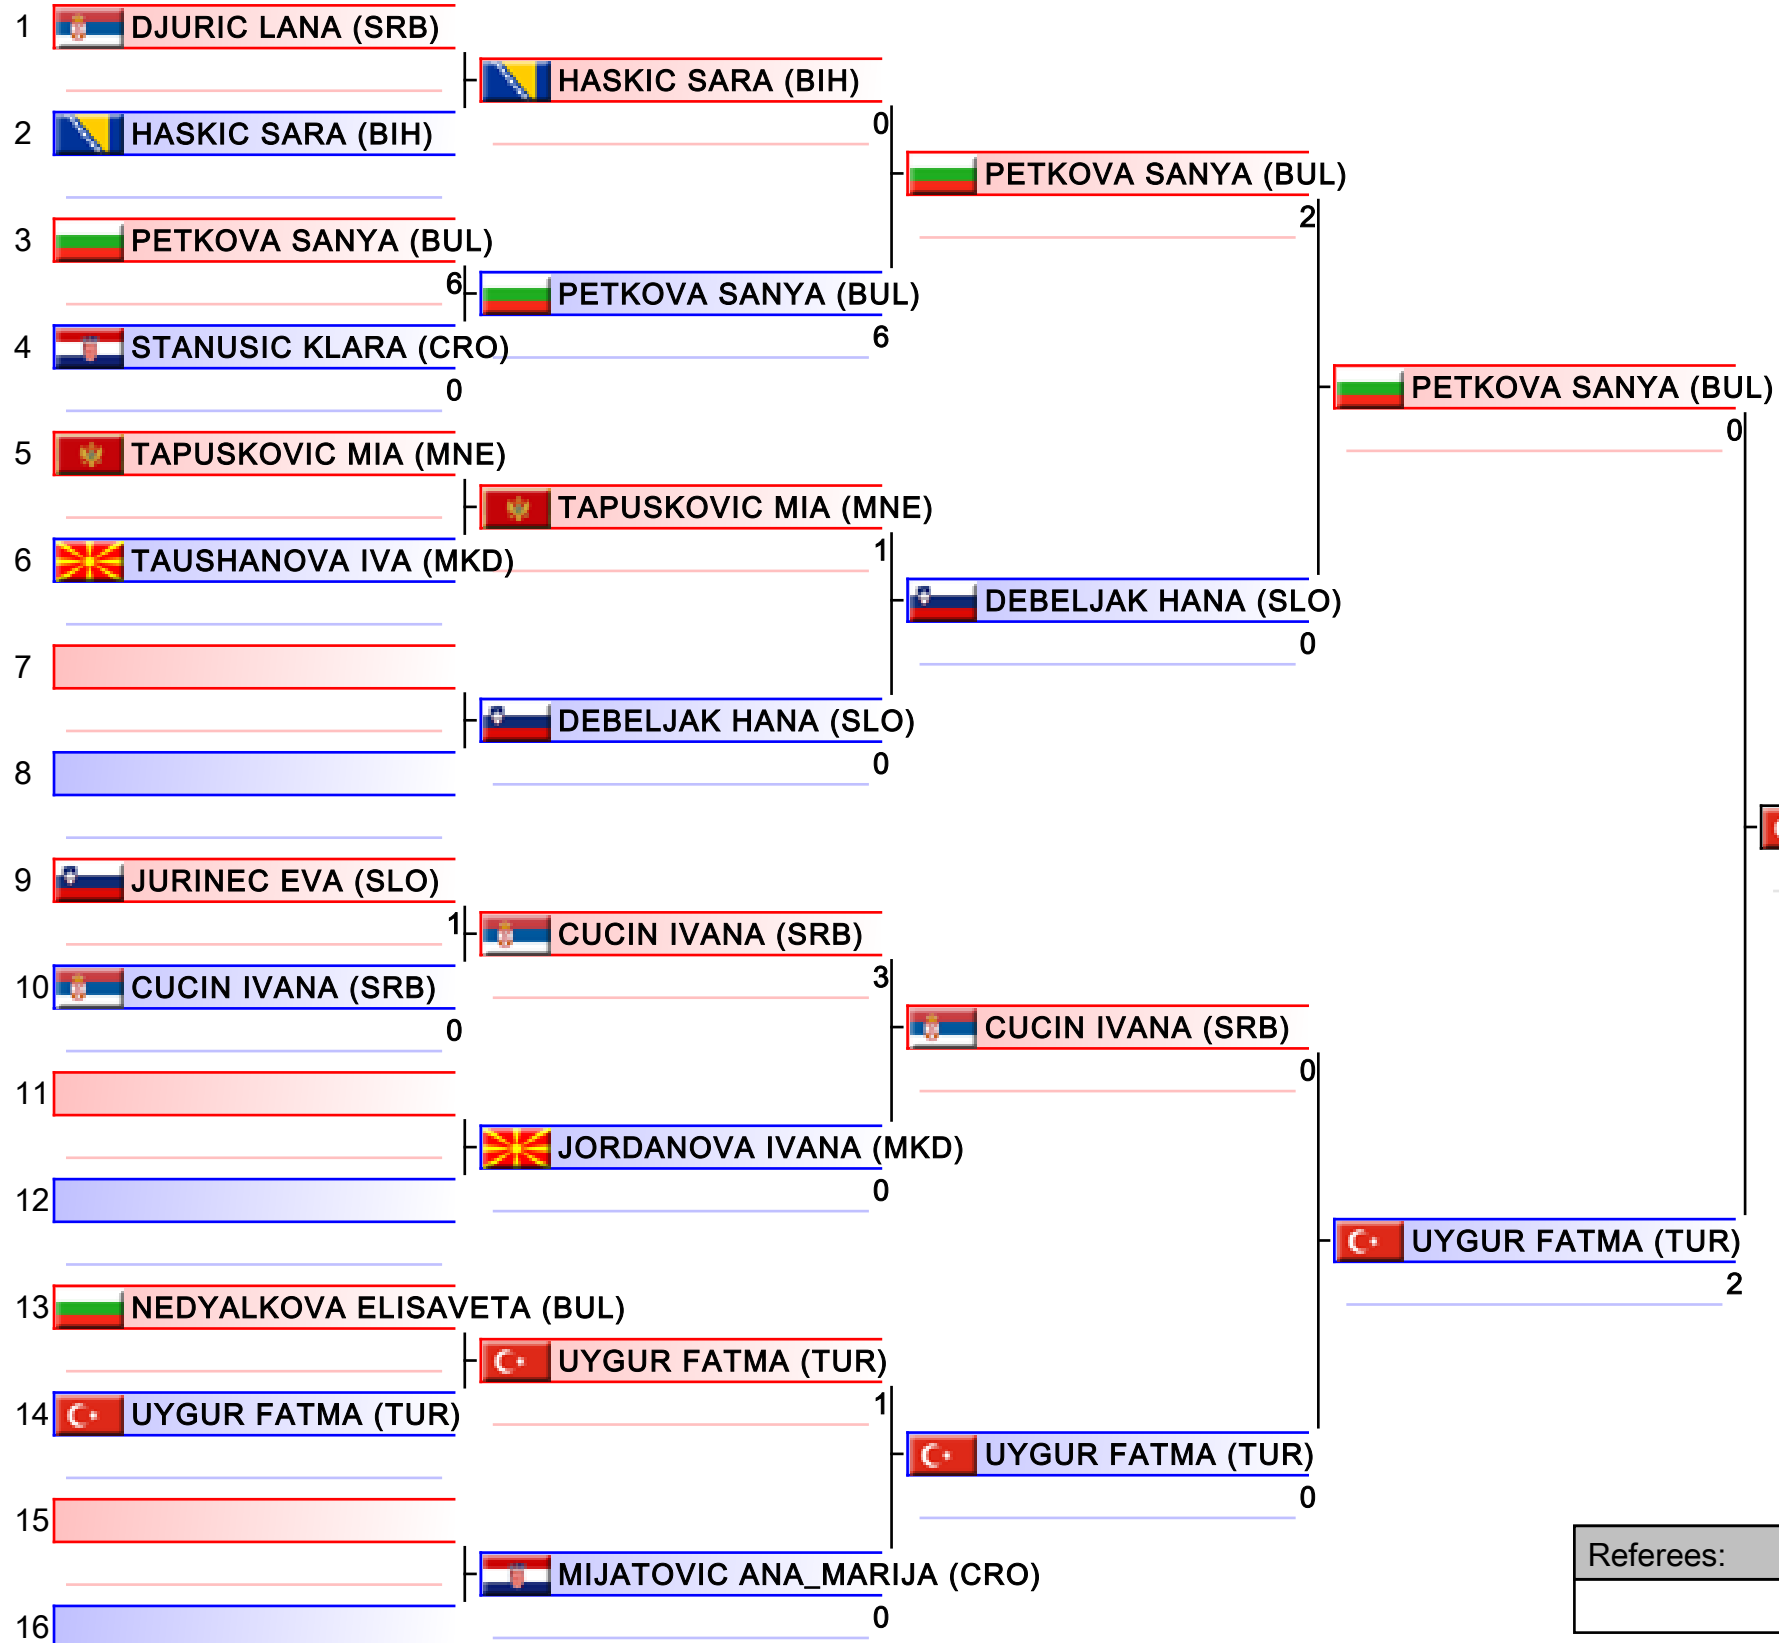 1 DJURIC LANA (SRB)
HASKIC SARA (BIH)
0
2 HASKIC SARA (BIH)
PETKOVA SANYA (BUL)
2
3 PETKOVA SANYA (BUL)
6
PETKOVA SANYA (BUL)
6
4 STANUSIC KLARA (CRO)
0
PETKOVA SANYA (BUL)
0
5 TAPUSKOVIC MIA (MNE)
TAPUSKOVIC MIA (MNE)
1
6 TAUSHANOVA IVA (MKD)
DEBELJAK HANA (SLO)
0
7
DEBELJAK HANA (SLO)
0
8
9 JURINEC EVA (SLO)
1
CUCIN IVANA (SRB)
3
10 CUCIN IVANA (SRB)
0
CUCIN IVANA (SRB)
0
11
JORDANOVA IVANA (MKD)
0
12
UYGUR FATMA (TUR)
2
13 NEDYALKOVA ELISAVETA (BUL)
UYGUR FATMA (TUR)
1
14 UYGUR FATMA (TUR)
UYGUR FATMA (TUR)
0
15
MIJATOVIC ANA_MARIJA (CRO)
0
16
Referees: